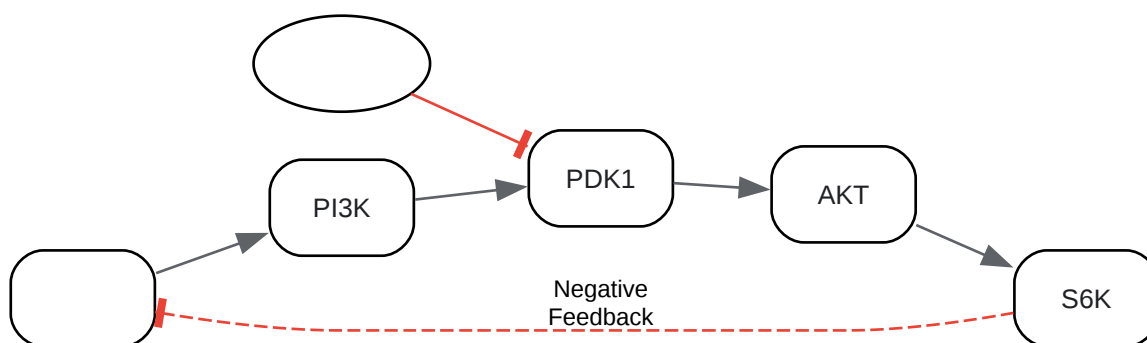 PI3K
PDK1
AKT
S6K
Negative
Feedback